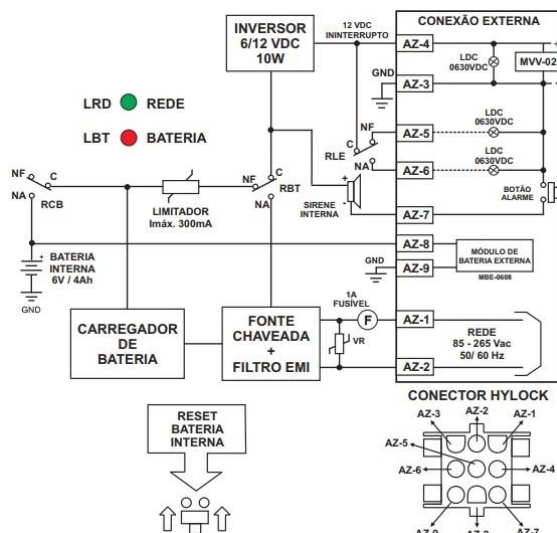 INVERSOR
6/12 VDC
10W
12 VDC
ININTERRUPTO
CONEXÃO EXTERNA
AZ-4
LDC
0630VDC
MVV-02
GND
AZ-3
LRD
REDE
LBT
BATERIA
NF
C
RLE
NA
AZ-5
LDC
0630VDC
AZ-6
LDC
0630VDC
NF
C
NA
RCB
LIMITADOR
Imáx. 300mA
NF
C
RBT
NA
+
-
SIRENE
INTERNA
AZ-7
BOTÃO
ALARME
AZ-8
GND
AZ-9
MÓDULO DE
BATERIA EXTERNA
MBE-0608
+
BATERIA
INTERNA
6V / 4Ah
GND
CARREGADOR
DE
BATERIA
FONTE
CHAVEADA
+
FILTRO EMI
1A
FUSÍVEL
F
VR
AZ-1
REDE
85 - 265 Vac
50/ 60 Hz
AZ-2
RESET
BATERIA
INTERNA
CONECTOR HYLOCK
AZ-3
AZ-2
AZ-1
AZ-5
AZ-6
AZ-4
AZ-9
AZ-8
AZ-7